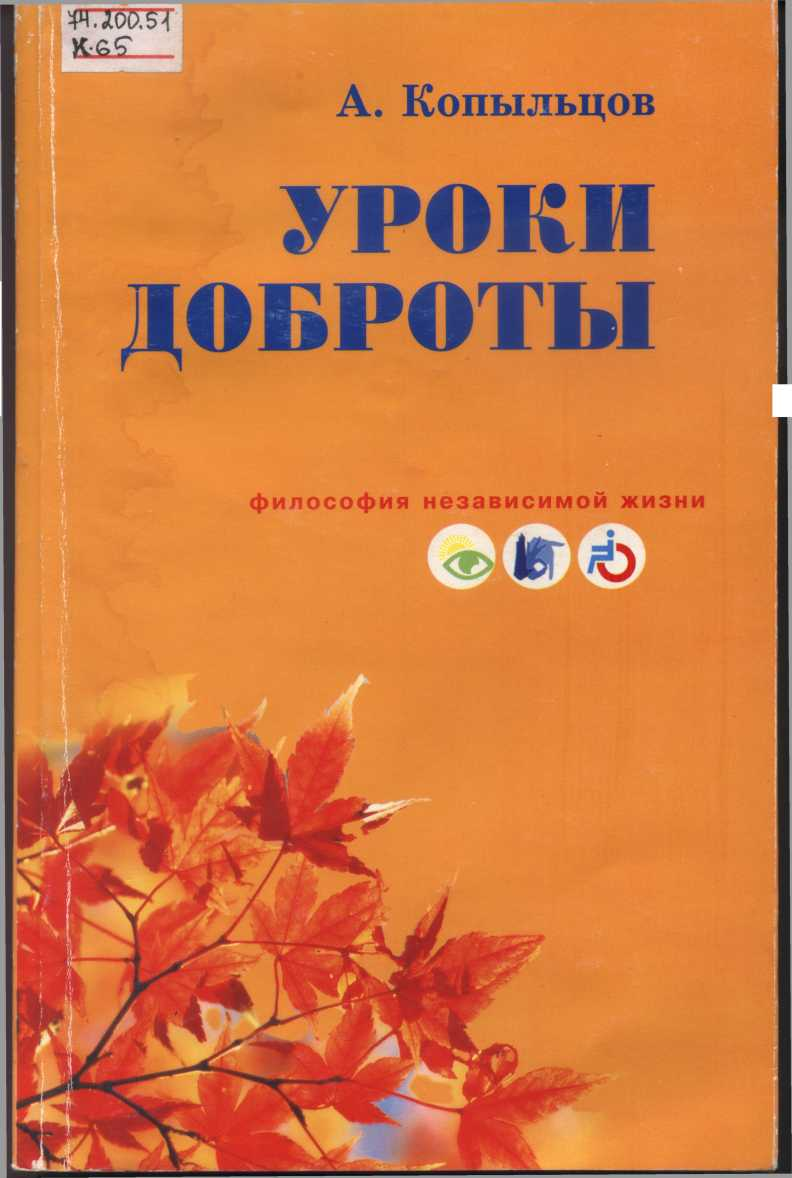 74.200.51
К-65
А. Копыльцов
УРОКИ
ДОБРОТЫ
философия независимой жизни